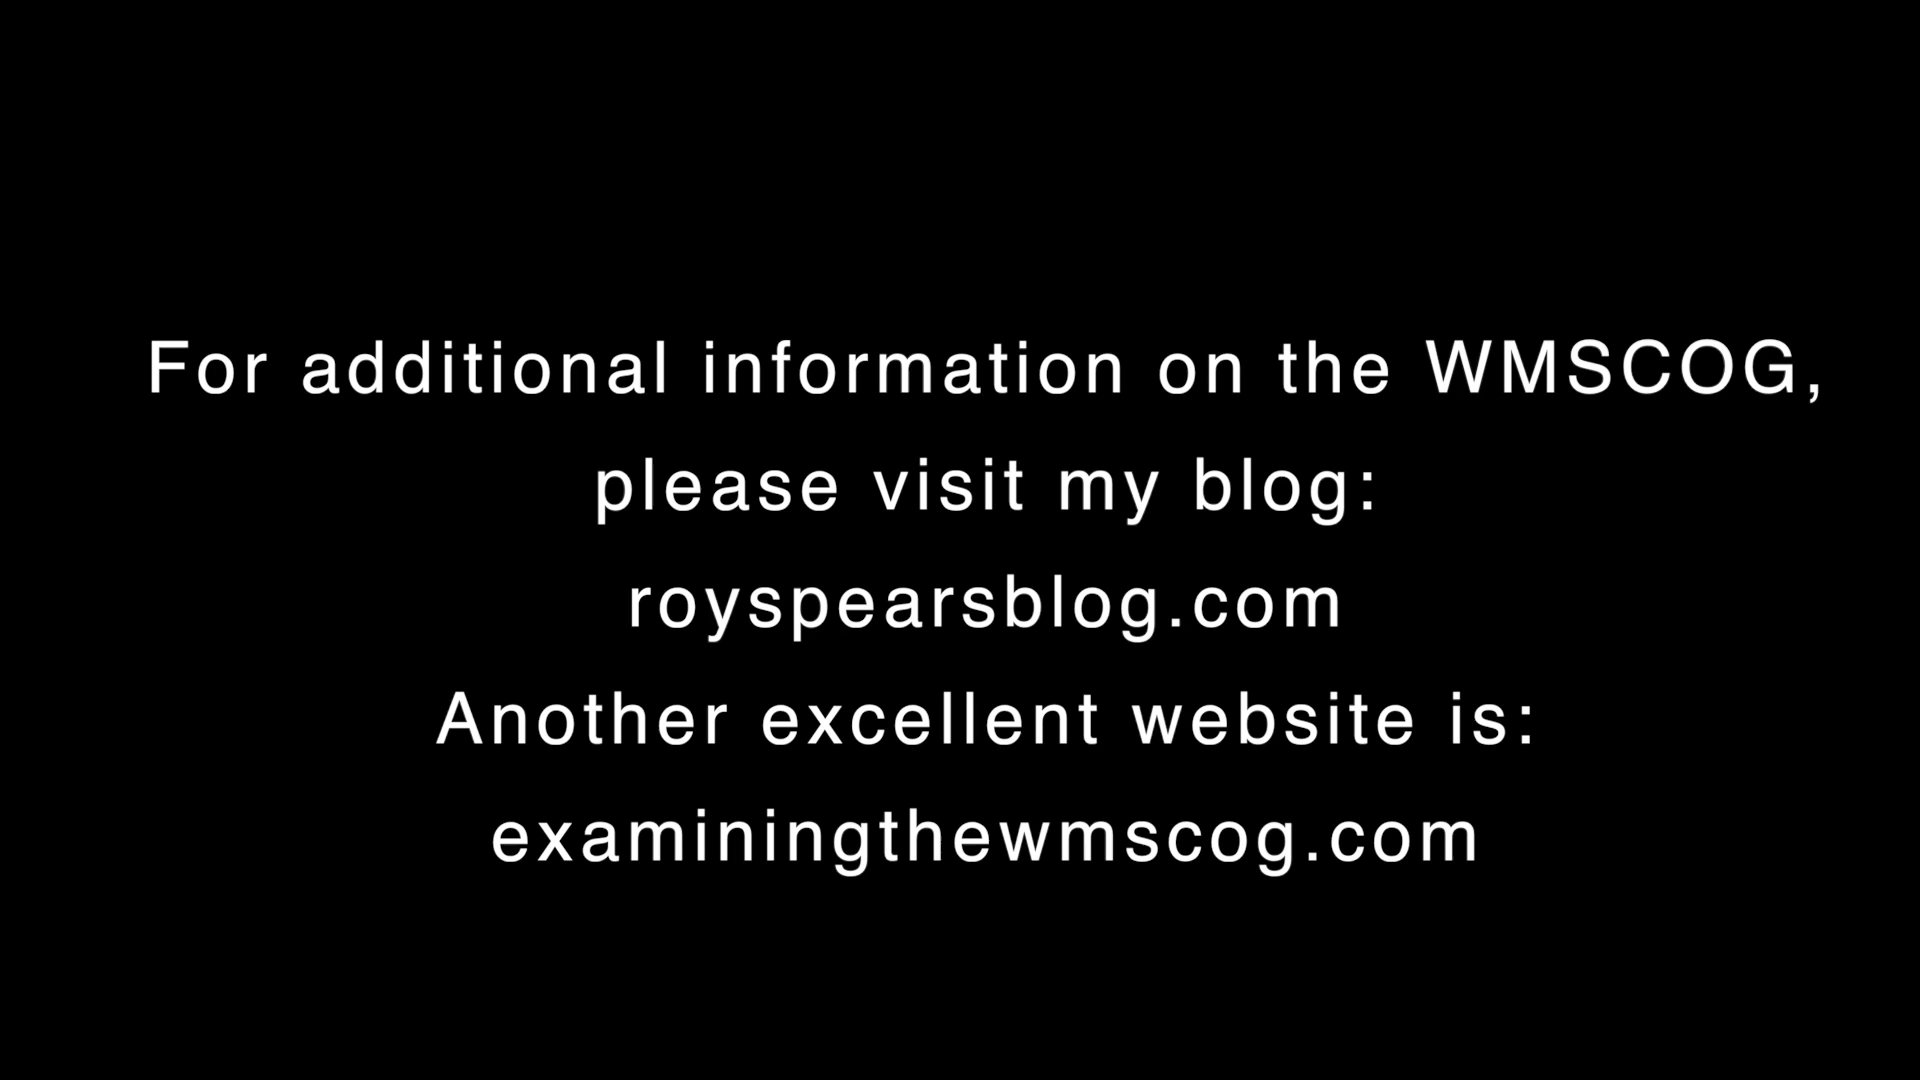 For additional information on the WMSCOG,
please visit my blog:
royspearsblog.com
Another excellent website is:
examiningthewmscog.com